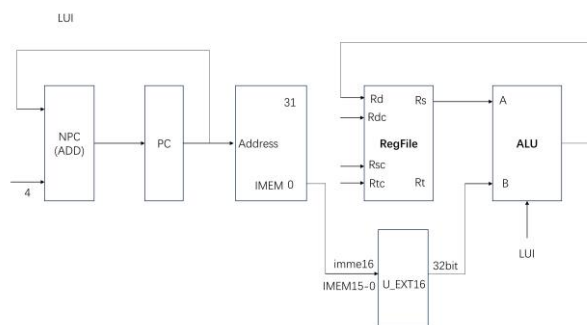 LUI
NPC
(ADD)
4
PC
31
Address
IMEM 0
Rd
Rs
Rdc
RegFile
Rsc
Rtc
Rt
A
ALU
B
LUI
imme16
IMEM15-0
U_EXT16
32bit